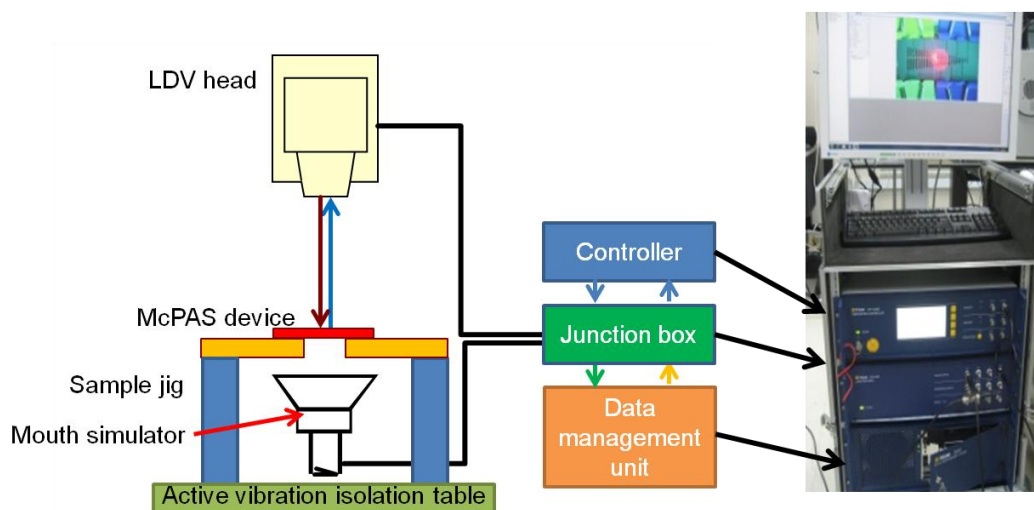 LDV head
McPAS device
Sample jig
Mouth simulator
Active vibration isolation table
Controller
Junction box
Data
management
unit